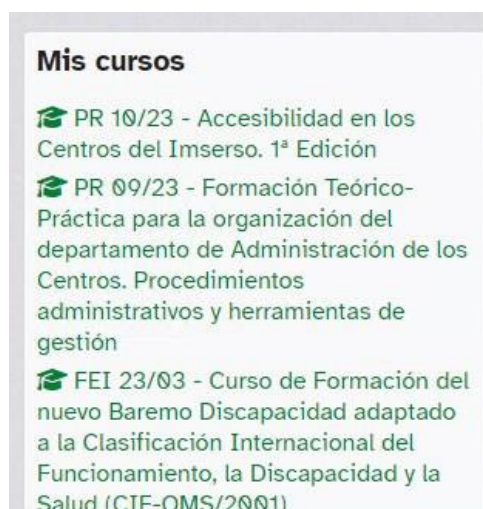 Mis cursos
PR 10/23 - Accesibilidad en los
Centros del Imserso. 1ª Edición
PR 09/23 - Formación Teórico-
Práctica para la organización del
departamento de Administración de los
Centros. Procedimientos
administrativos y herramientas de
gestión
FEI 23/03 - Curso de Formación del
nuevo Baremo Discapacidad adaptado
a la Clasificación Internacional del
Funcionamiento, la Discapacidad y la
Salud (CIF-OMS/2001)